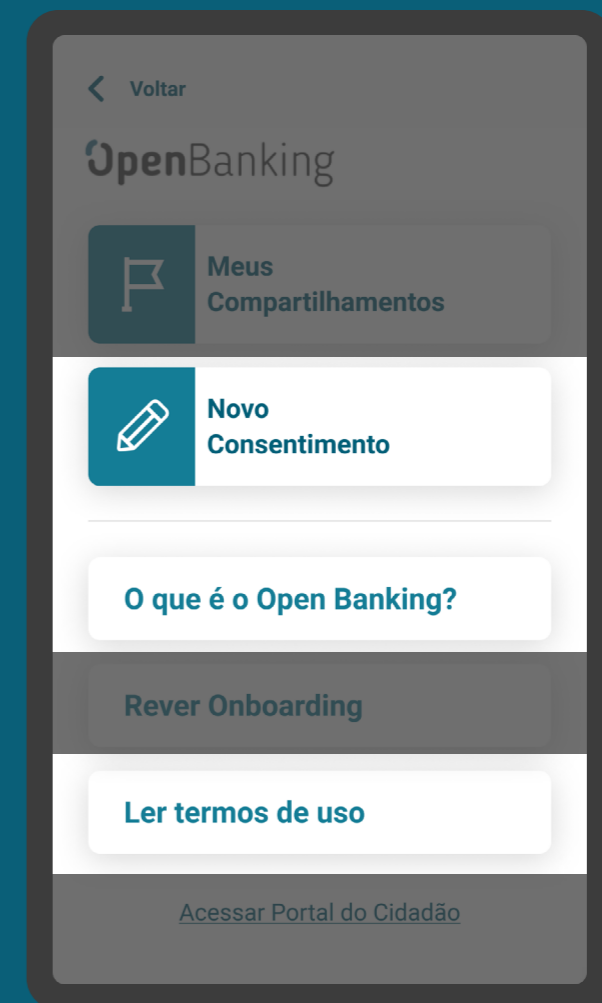 Voltar
OpenBanking
Meus
Compartilhamentos
Novo
Consentimento
O que é o Open Banking?
Rever Onboarding
Ler termos de uso
Acessar Portal do Cidadão